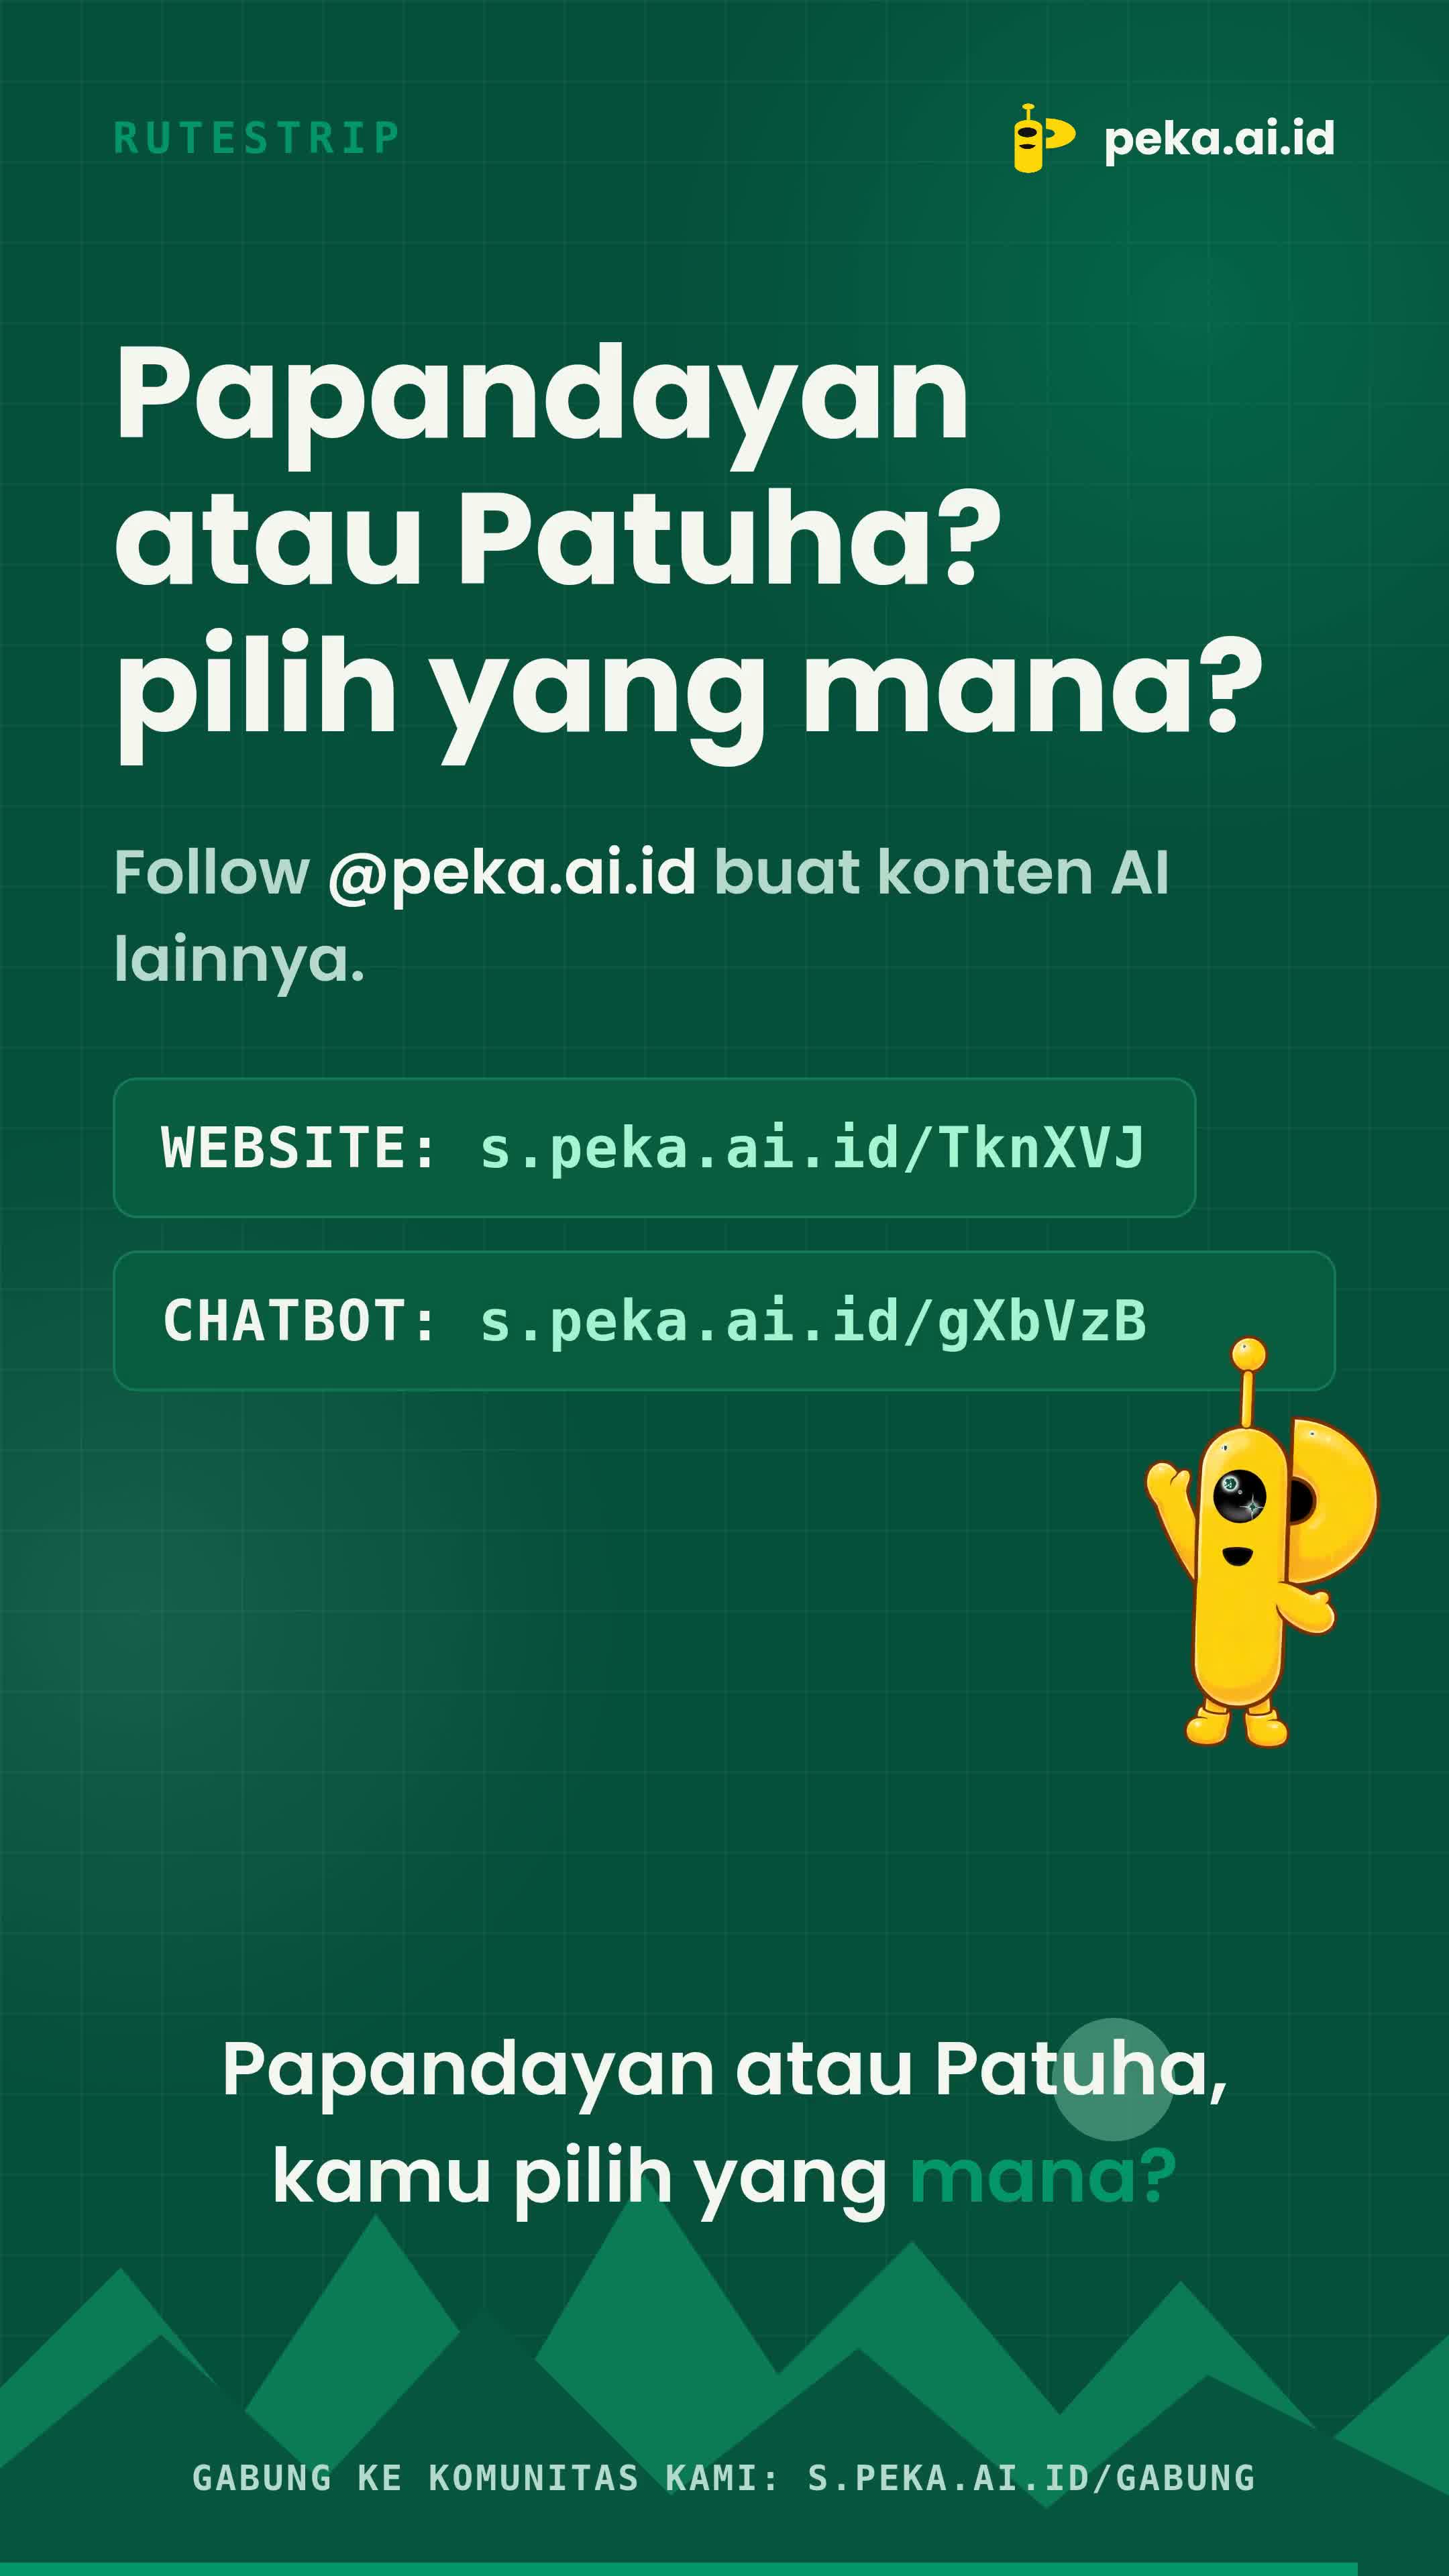 RUTESTRIP
peka.ai.id
Papandayan
atau Patuha?
pilih yang mana?
Follow @peka.ai.id buat konten AI
lainnya.
WEBSITE: s.peka.ai.id/TknXVJ
CHATBOT: s.peka.ai.id/gXbVzB
Papandayan atau Patuha,
kamu pilih yang mana?
GABUNG KE KOMUNITAS KAMI: S.PEKA.AI.ID/GABUNG